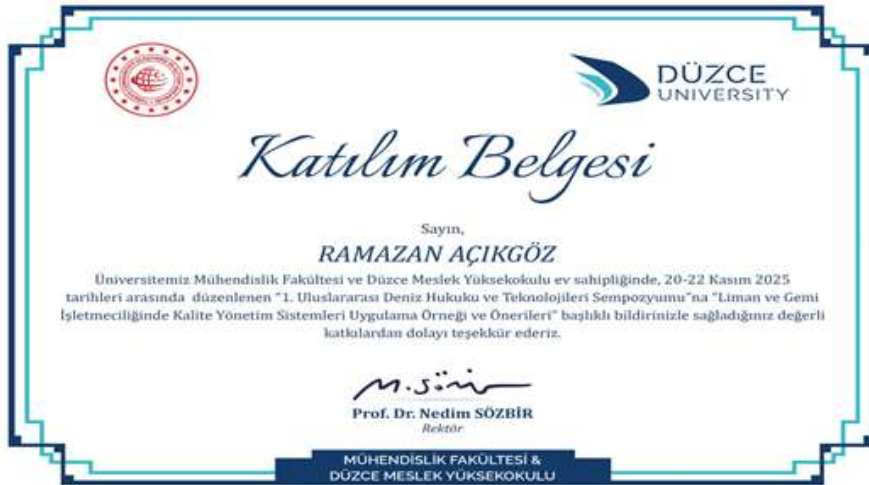 DÜZCE
UNIVERSITY
Katılım Belgesi
Sayın,
RAMAZAN AÇIKGÖZ
Üniversitemiz Mühendislik Fakültesi ve Düzce Meslek Yüksekokulu ev sahipliğinde, 20-22 Kasım 2025
tarihleri arasında düzenlenen "1. Uluslararası Deniz Hukuku ve Teknolojileri Sempozyumu"na "Liman ve Gemi
İşletmeciliğinde Kalite Yönetim Sistemleri Uygulama Örneği ve Önerileri" başlıklı bildirinizle sağladığınız değerli
katkılardan dolayı teşekkür ederiz.
Prof. Dr. Nedim SÖZBİR
Rektör
MÜHENDİSLİK FAKÜLTESİ &
DÜZCE MESLEK YÜKSEKOKULU